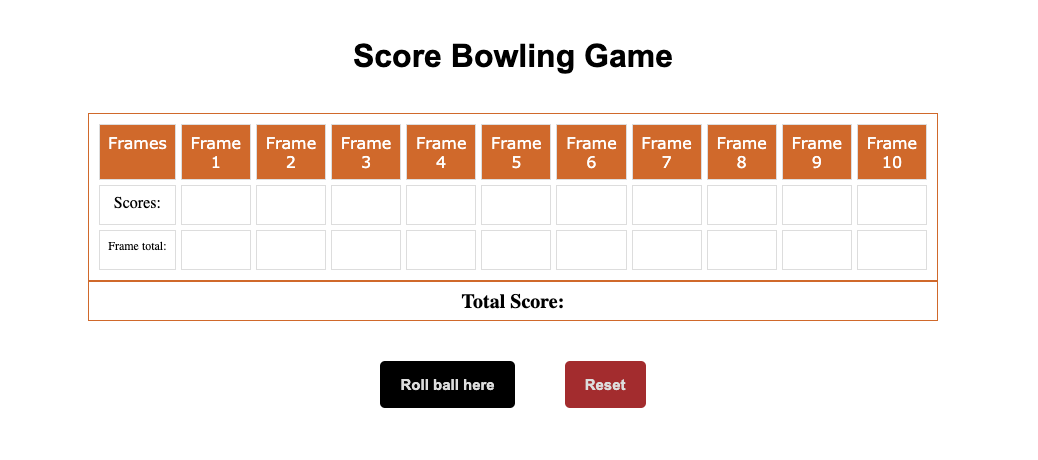 Score Bowling Game
Frames Frame 1 Frame 2 Frame 3 Frame 4 Frame 5 Frame 6 Frame 7 Frame 8 Frame 9 Frame 10
Scores:
Frame total:
Total Score:
Roll ball here Reset